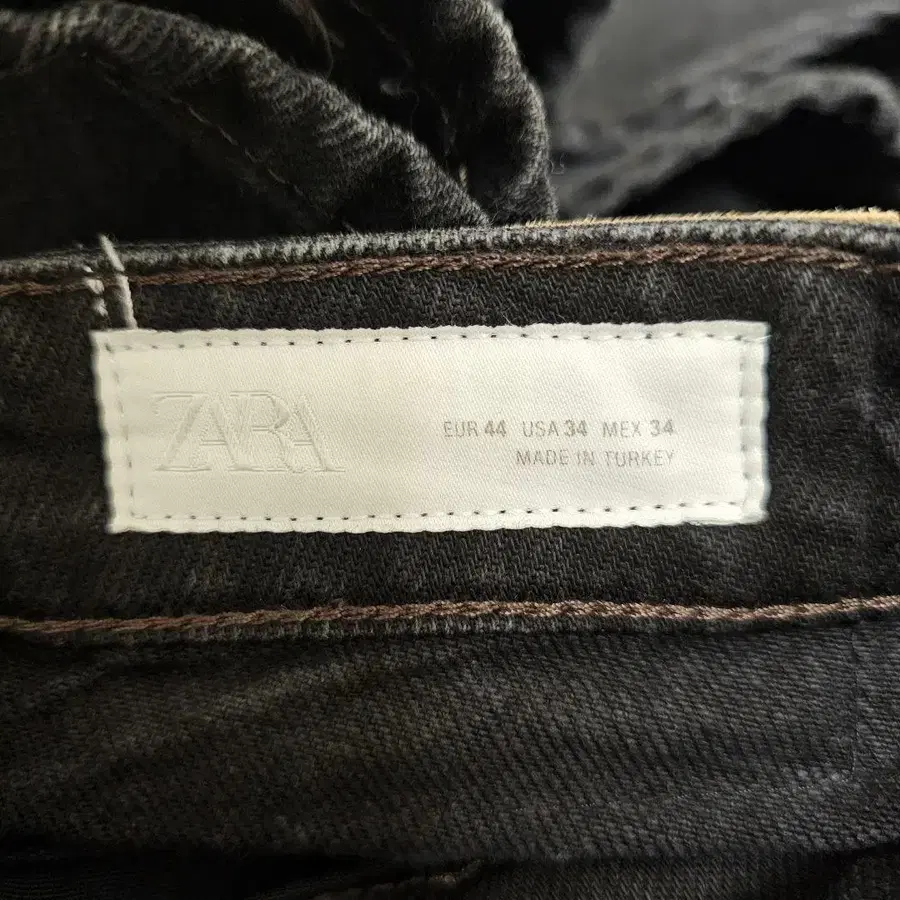 ZARA
EUR 44 USA 34 MEX 34
MADE IN TURKEY